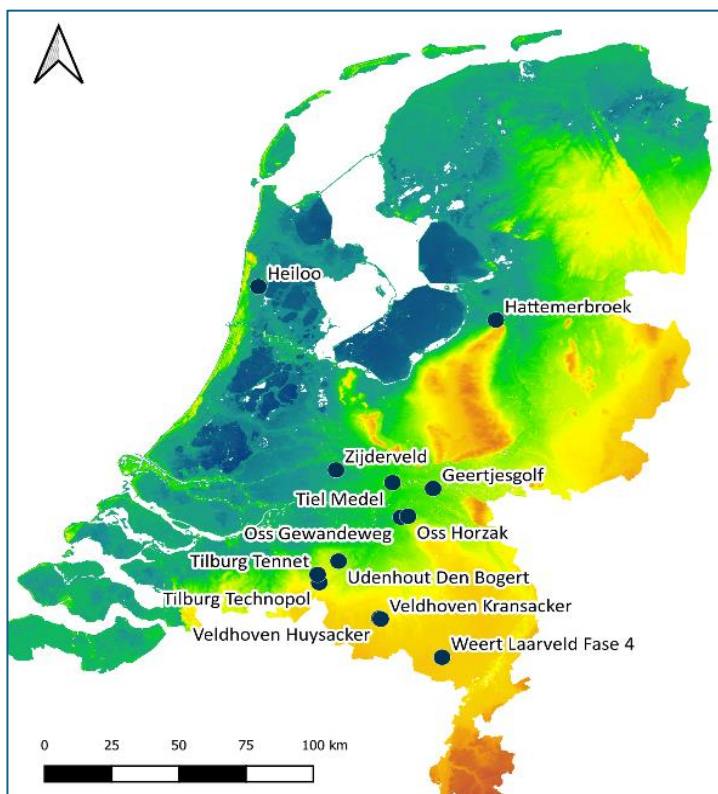 Heiloo
Hattemerbroek
Zijderveld
Geertjesgolf
Tiel Medel
Oss Gewandeweg
Oss Horzak
Tilburg Tennet
Udenhout Den Bogert
Tilburg Technopol
Veldhoven Kransacker
Veldhoven Huysacker
Weert Laarveld Fase 4
0 25 50 75 100 km